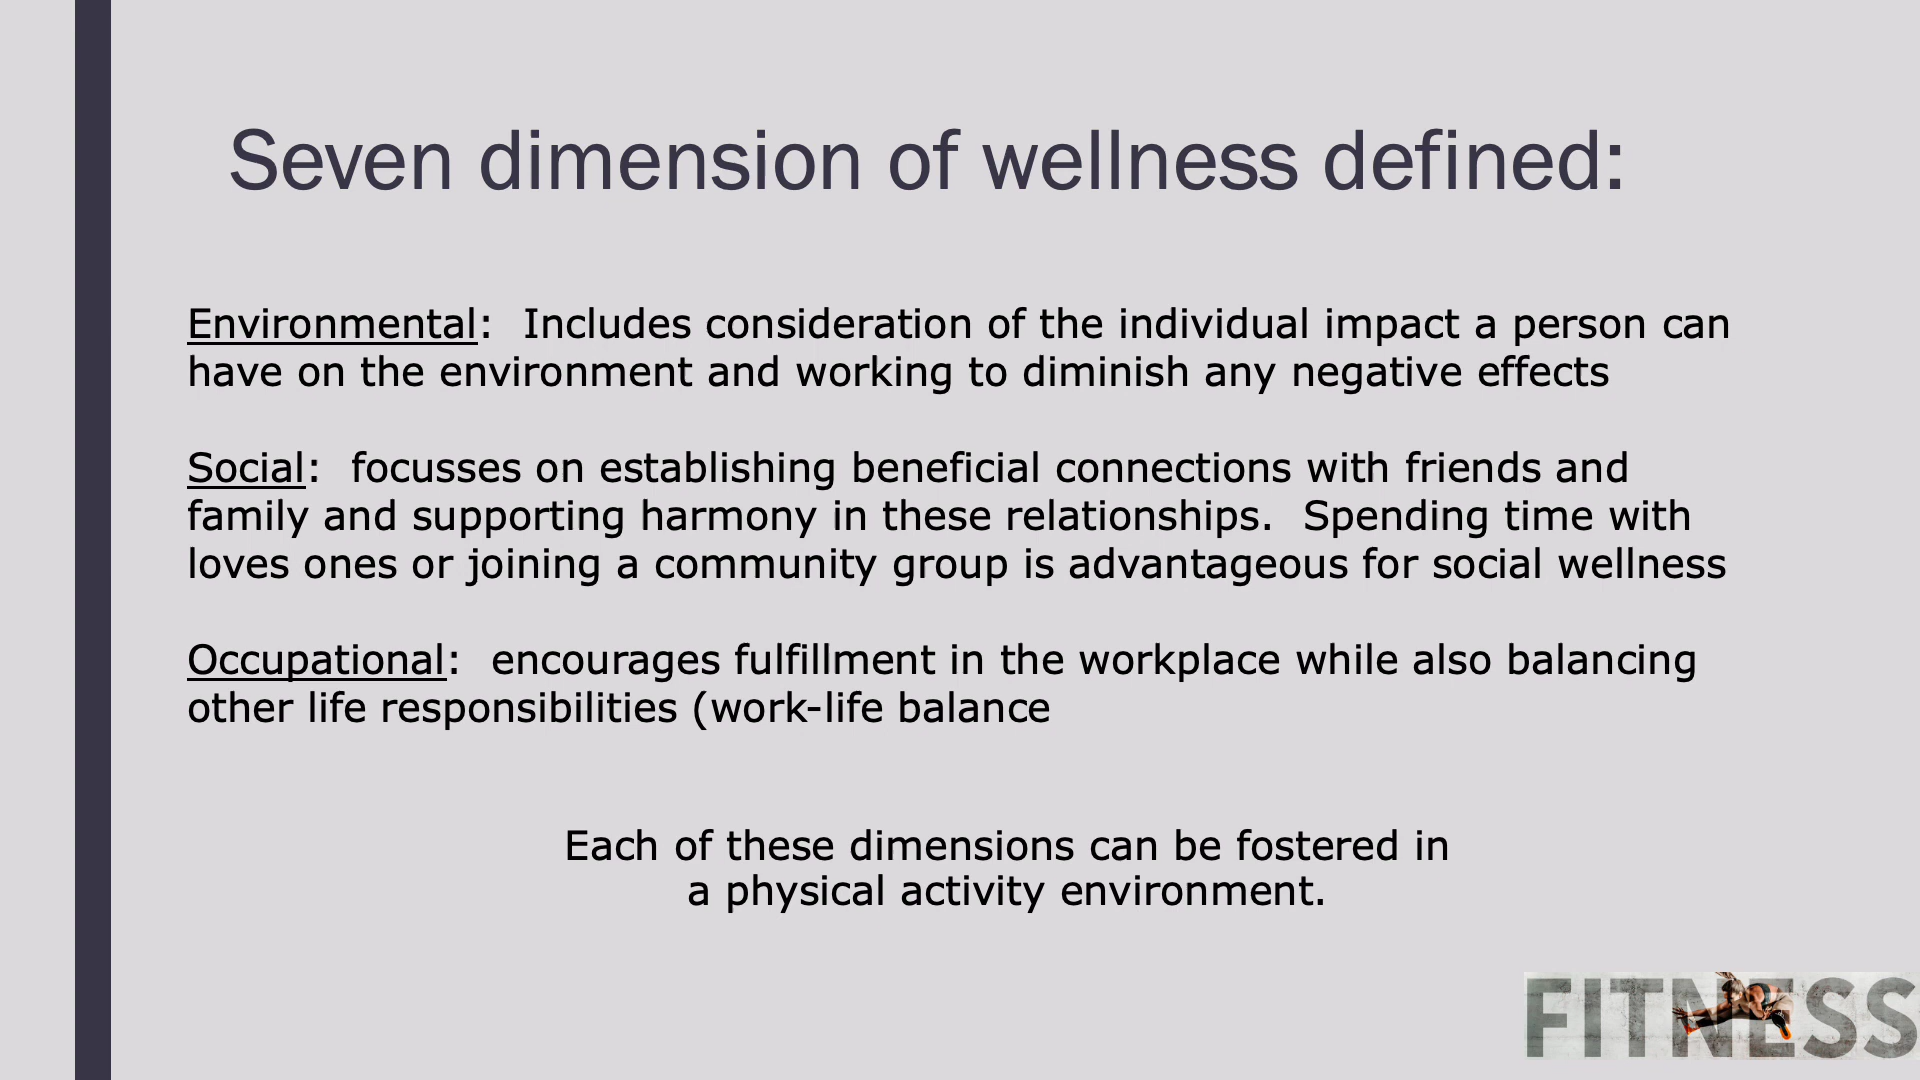 Seven dimension of wellness defined:
Environmental:  Includes consideration of the individual impact a person can
have on the environment and working to diminish any negative effects
Social:  focusses on establishing beneficial connections with friends and
family and supporting harmony in these relationships.  Spending time with
loves ones or joining a community group is advantageous for social wellness
Occupational:  encourages fulfillment in the workplace while also balancing
other life responsibilities (work-life balance
Each of these dimensions can be fostered in
a physical activity environment.
FITNESS